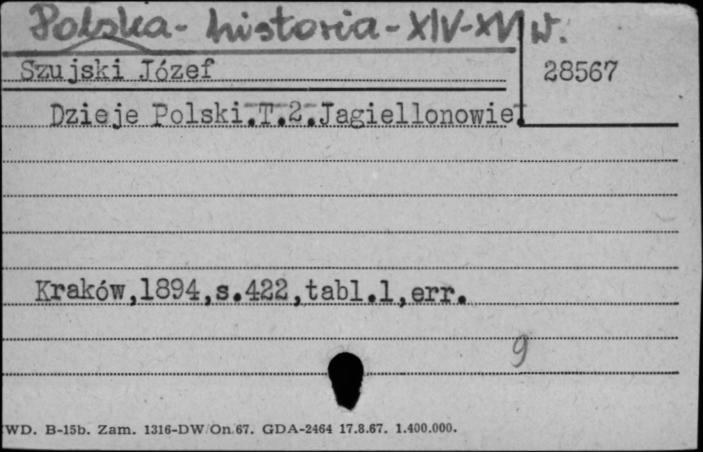 Polska - historia - XIV-XVI w.
Szujski Józef
28567
Dzieje Polski.T.2.Jagiellonowie.
Kraków,1894,s.422,tabl.1,err.
9
WD. B-15b. Zam. 1316-DW/On.67. GDA-2464 17.8.67. 1.400.000.